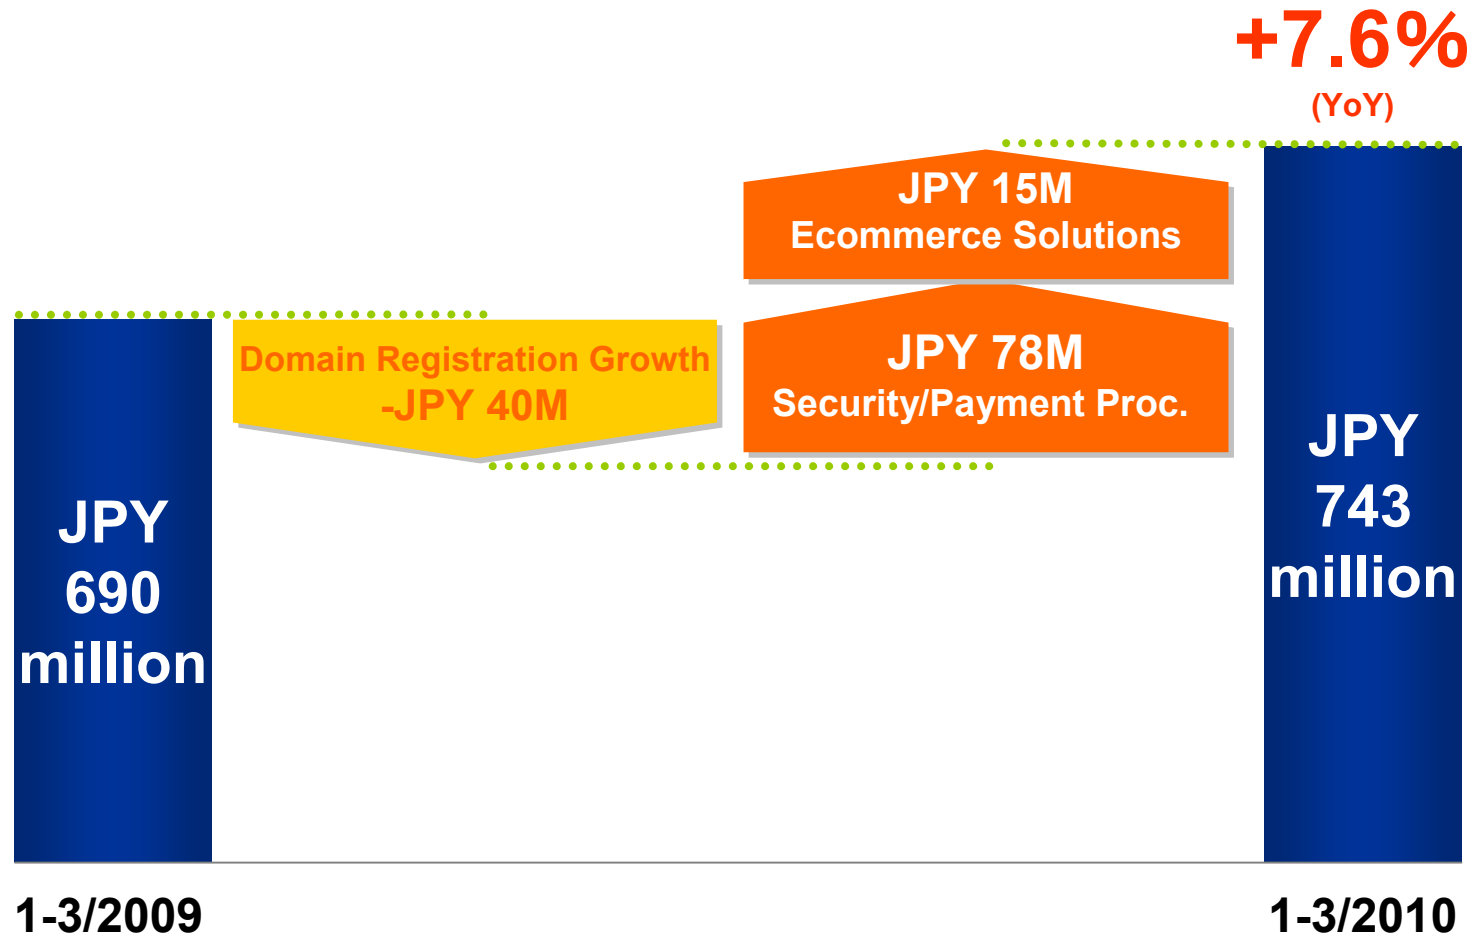 +7.6%
(YoY)
JPY 15M
Ecommerce Solutions
Domain Registration Growth
-JPY 40M
JPY 78M
Security/Payment Proc.
JPY
690
million
JPY
743
million
1-3/2009
1-3/2010